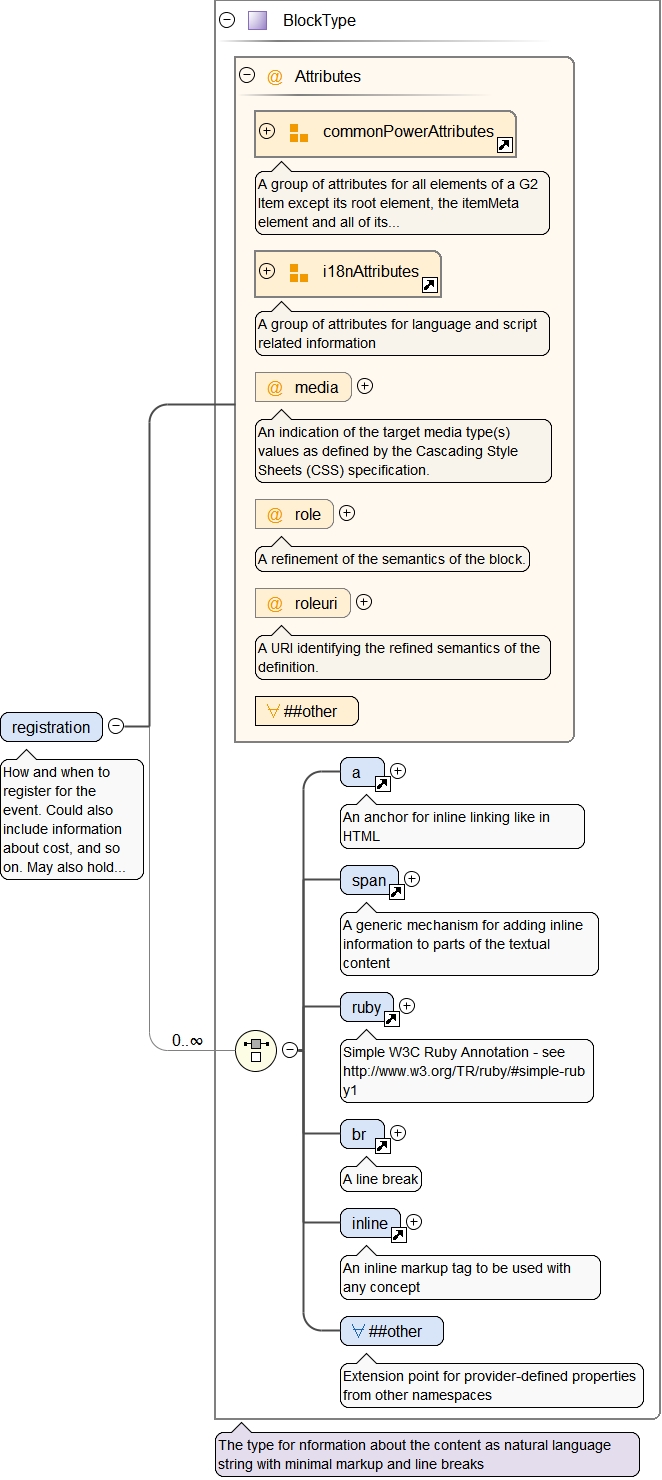 BlockType
@ Attributes
commonPowerAttributes
A group of attributes for all elements of a G2
Item except its root element, the itemMeta
element and all of its...
i18nAttributes
A group of attributes for language and script
related information
@ media
An indication of the target media type(s)
values as defined by the Cascading Style
Sheets (CSS) specification.
@ role
A refinement of the semantics of the block.
@ roleuri
A URI identifying the refined semantics of the
definition.
##other
registration
How and when to
register for the
event. Could also
include information
about cost, and so
on. May also hold...
0..∞
a
An anchor for inline linking like in
HTML
span
A generic mechanism for adding inline
information to parts of the textual
content
ruby
Simple W3C Ruby Annotation - see
http://www.w3.org/TR/ruby/#simple-rub
y1
br
A line break
inline
An inline markup tag to be used with
any concept
##other
Extension point for provider-defined properties
from other namespaces
The type for nformation about the content as natural language
string with minimal markup and line breaks